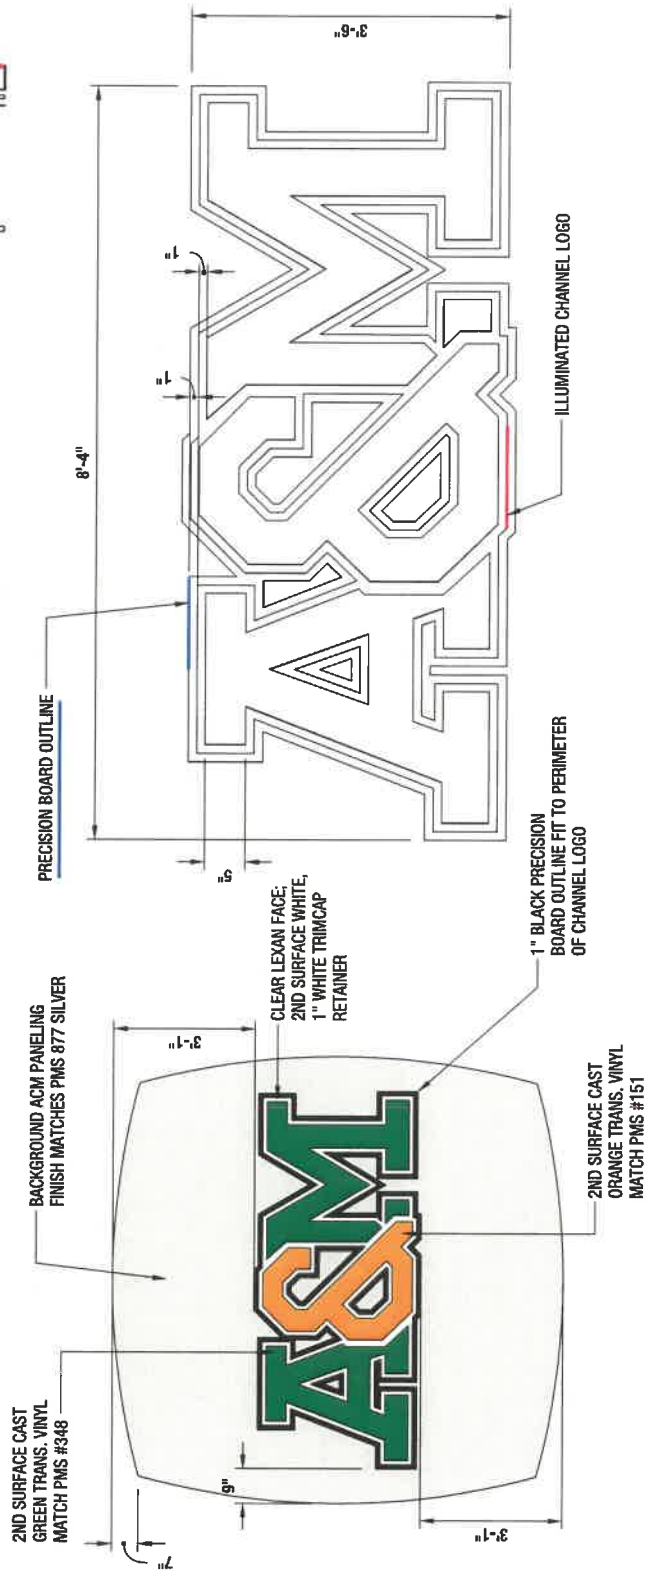 2ND SURFACE CAST
GREEN TRANS. VINYL
MATCH PMS #348
BACKGROUND ACM PANELING
FINISH MATCHES PMS 877 SILVER
7"
9"
3'-1"
3'-1"
A&M
CLEAR LEXAN FACE;
2ND SURFACE WHITE,
1" WHITE TRIMCAP
RETAINER
2ND SURFACE CAST
ORANGE TRANS. VINYL
MATCH PMS #151
1" BLACK PRECISION
BOARD OUTLINE FIT TO PERIMETER
OF CHANNEL LOGO
PRECISION BOARD OUTLINE
8'-4"
5"
1"
1"
3'-6"
A&M
ILLUMINATED CHANNEL LOGO